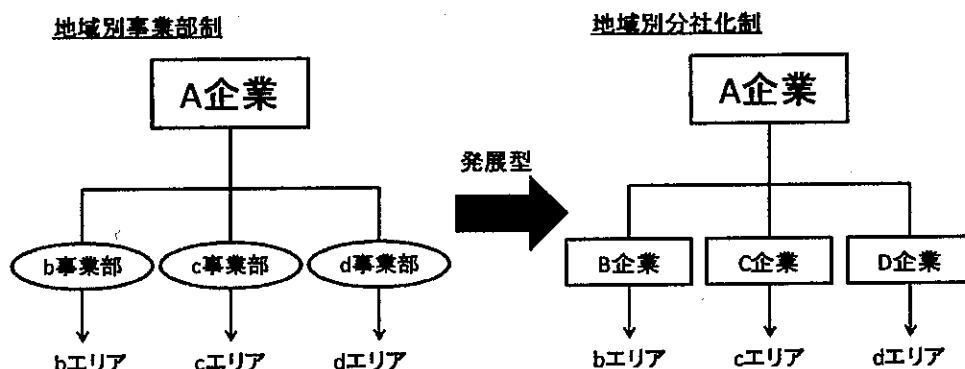 地域別事業部制
A企業
b事業部 c事業部 d事業部
bエリア cエリア dエリア
発展型
地域別分社化制
A企業
B企業 C企業 D企業
bエリア cエリア dエリア